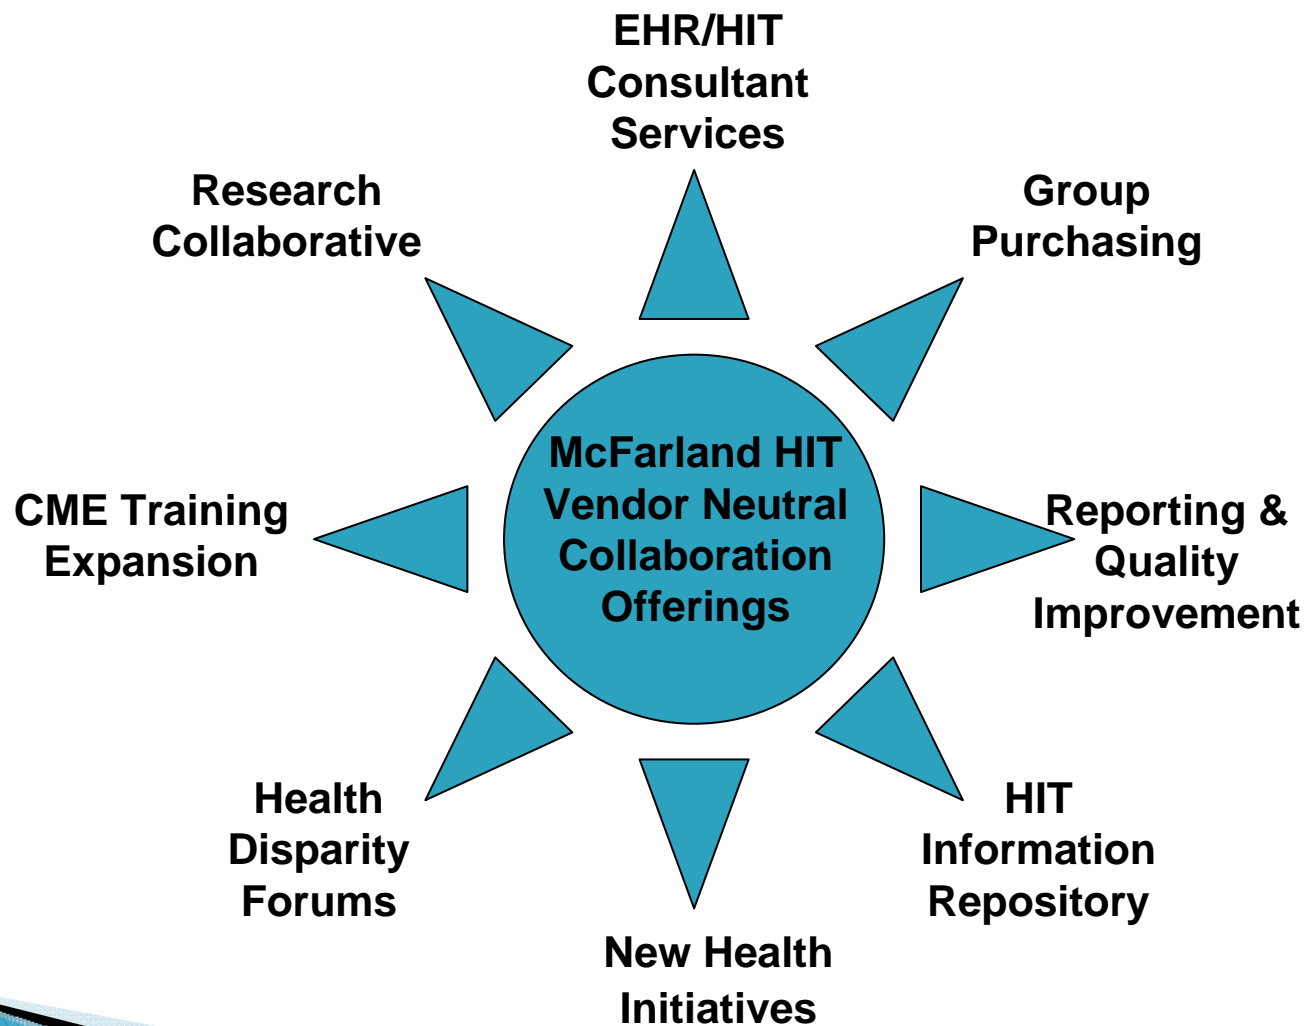 EHR/HIT
Consultant
Services
Research
Collaborative
Group
Purchasing
McFarland HIT
Vendor Neutral
Collaboration
Offerings
CME Training
Expansion
Reporting &
Quality
Improvement
Health
Disparity
Forums
HIT
Information
Repository
New Health
Initiatives